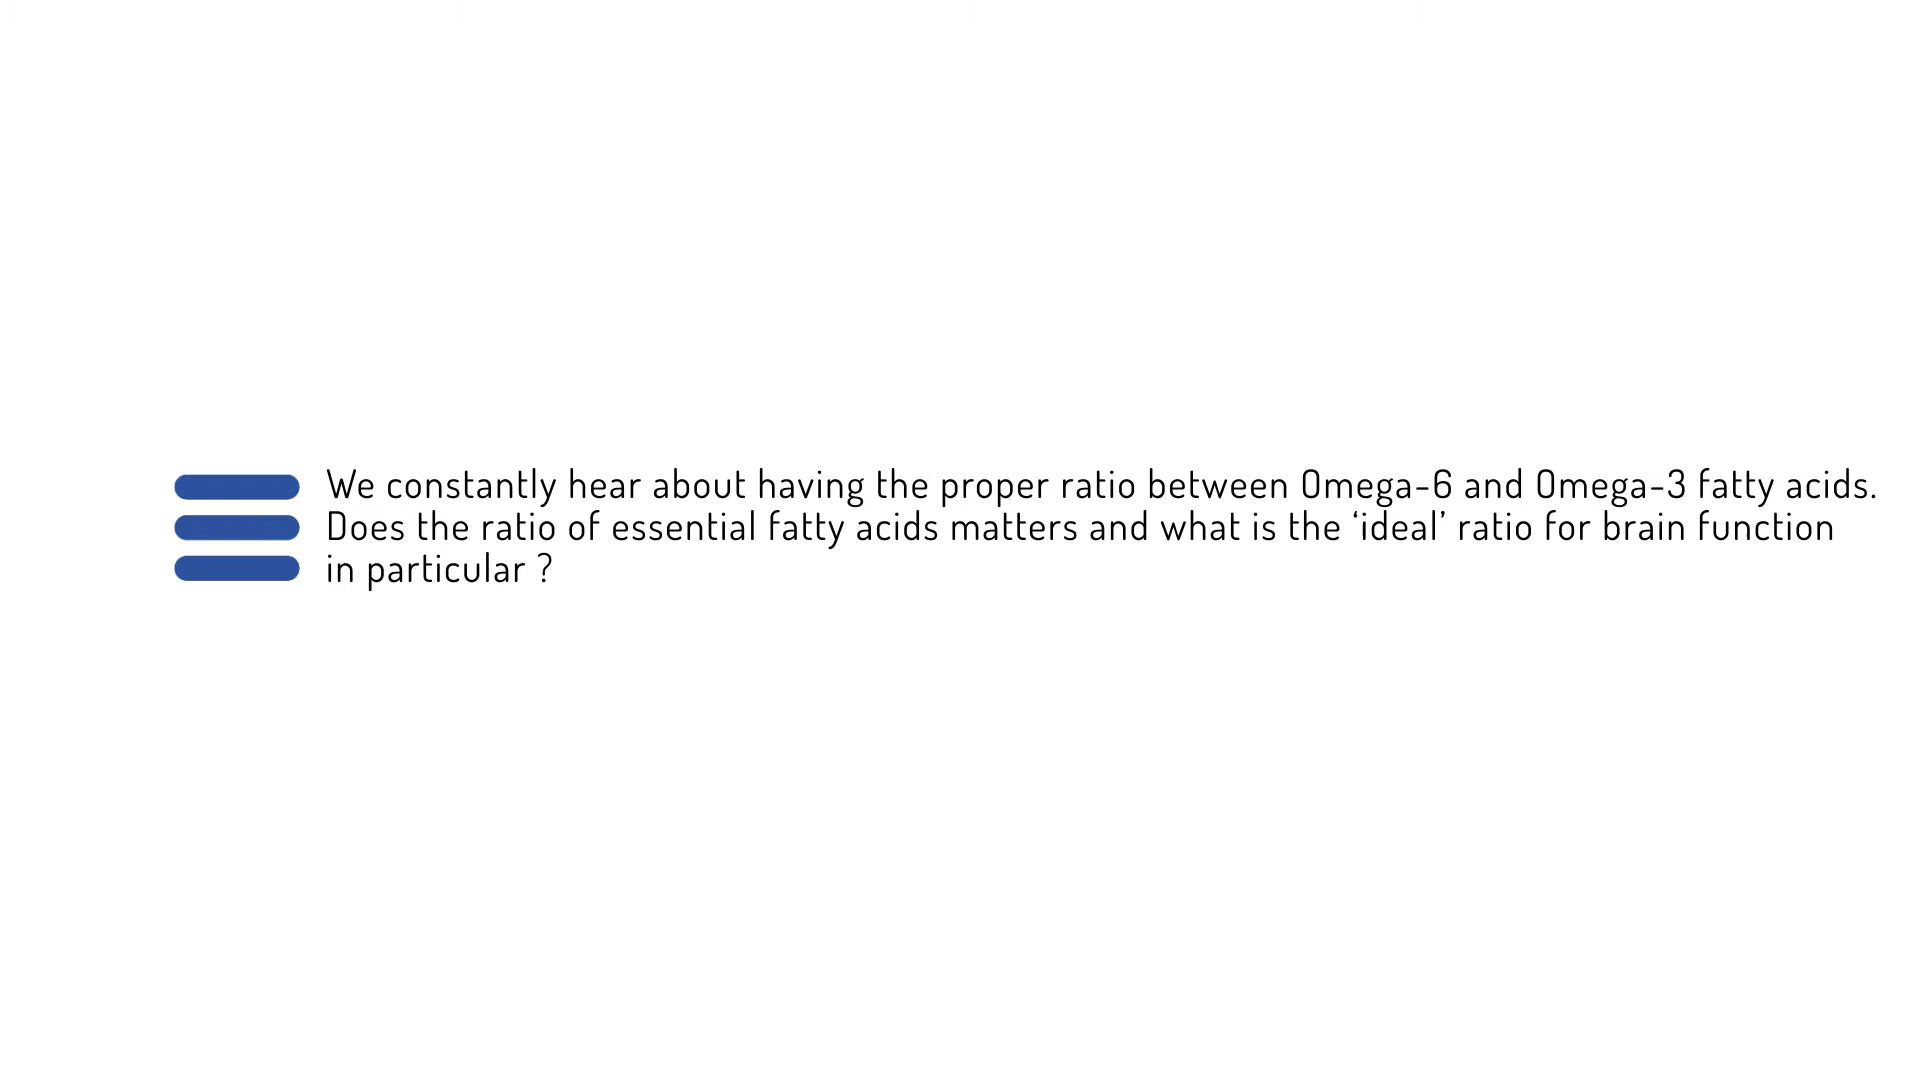 We constantly hear about having the proper ratio between Omega-6 and Omega-3 fatty acids.
Does the ratio of essential fatty acids matters and what is the ‘ideal’ ratio for brain function
in particular ?